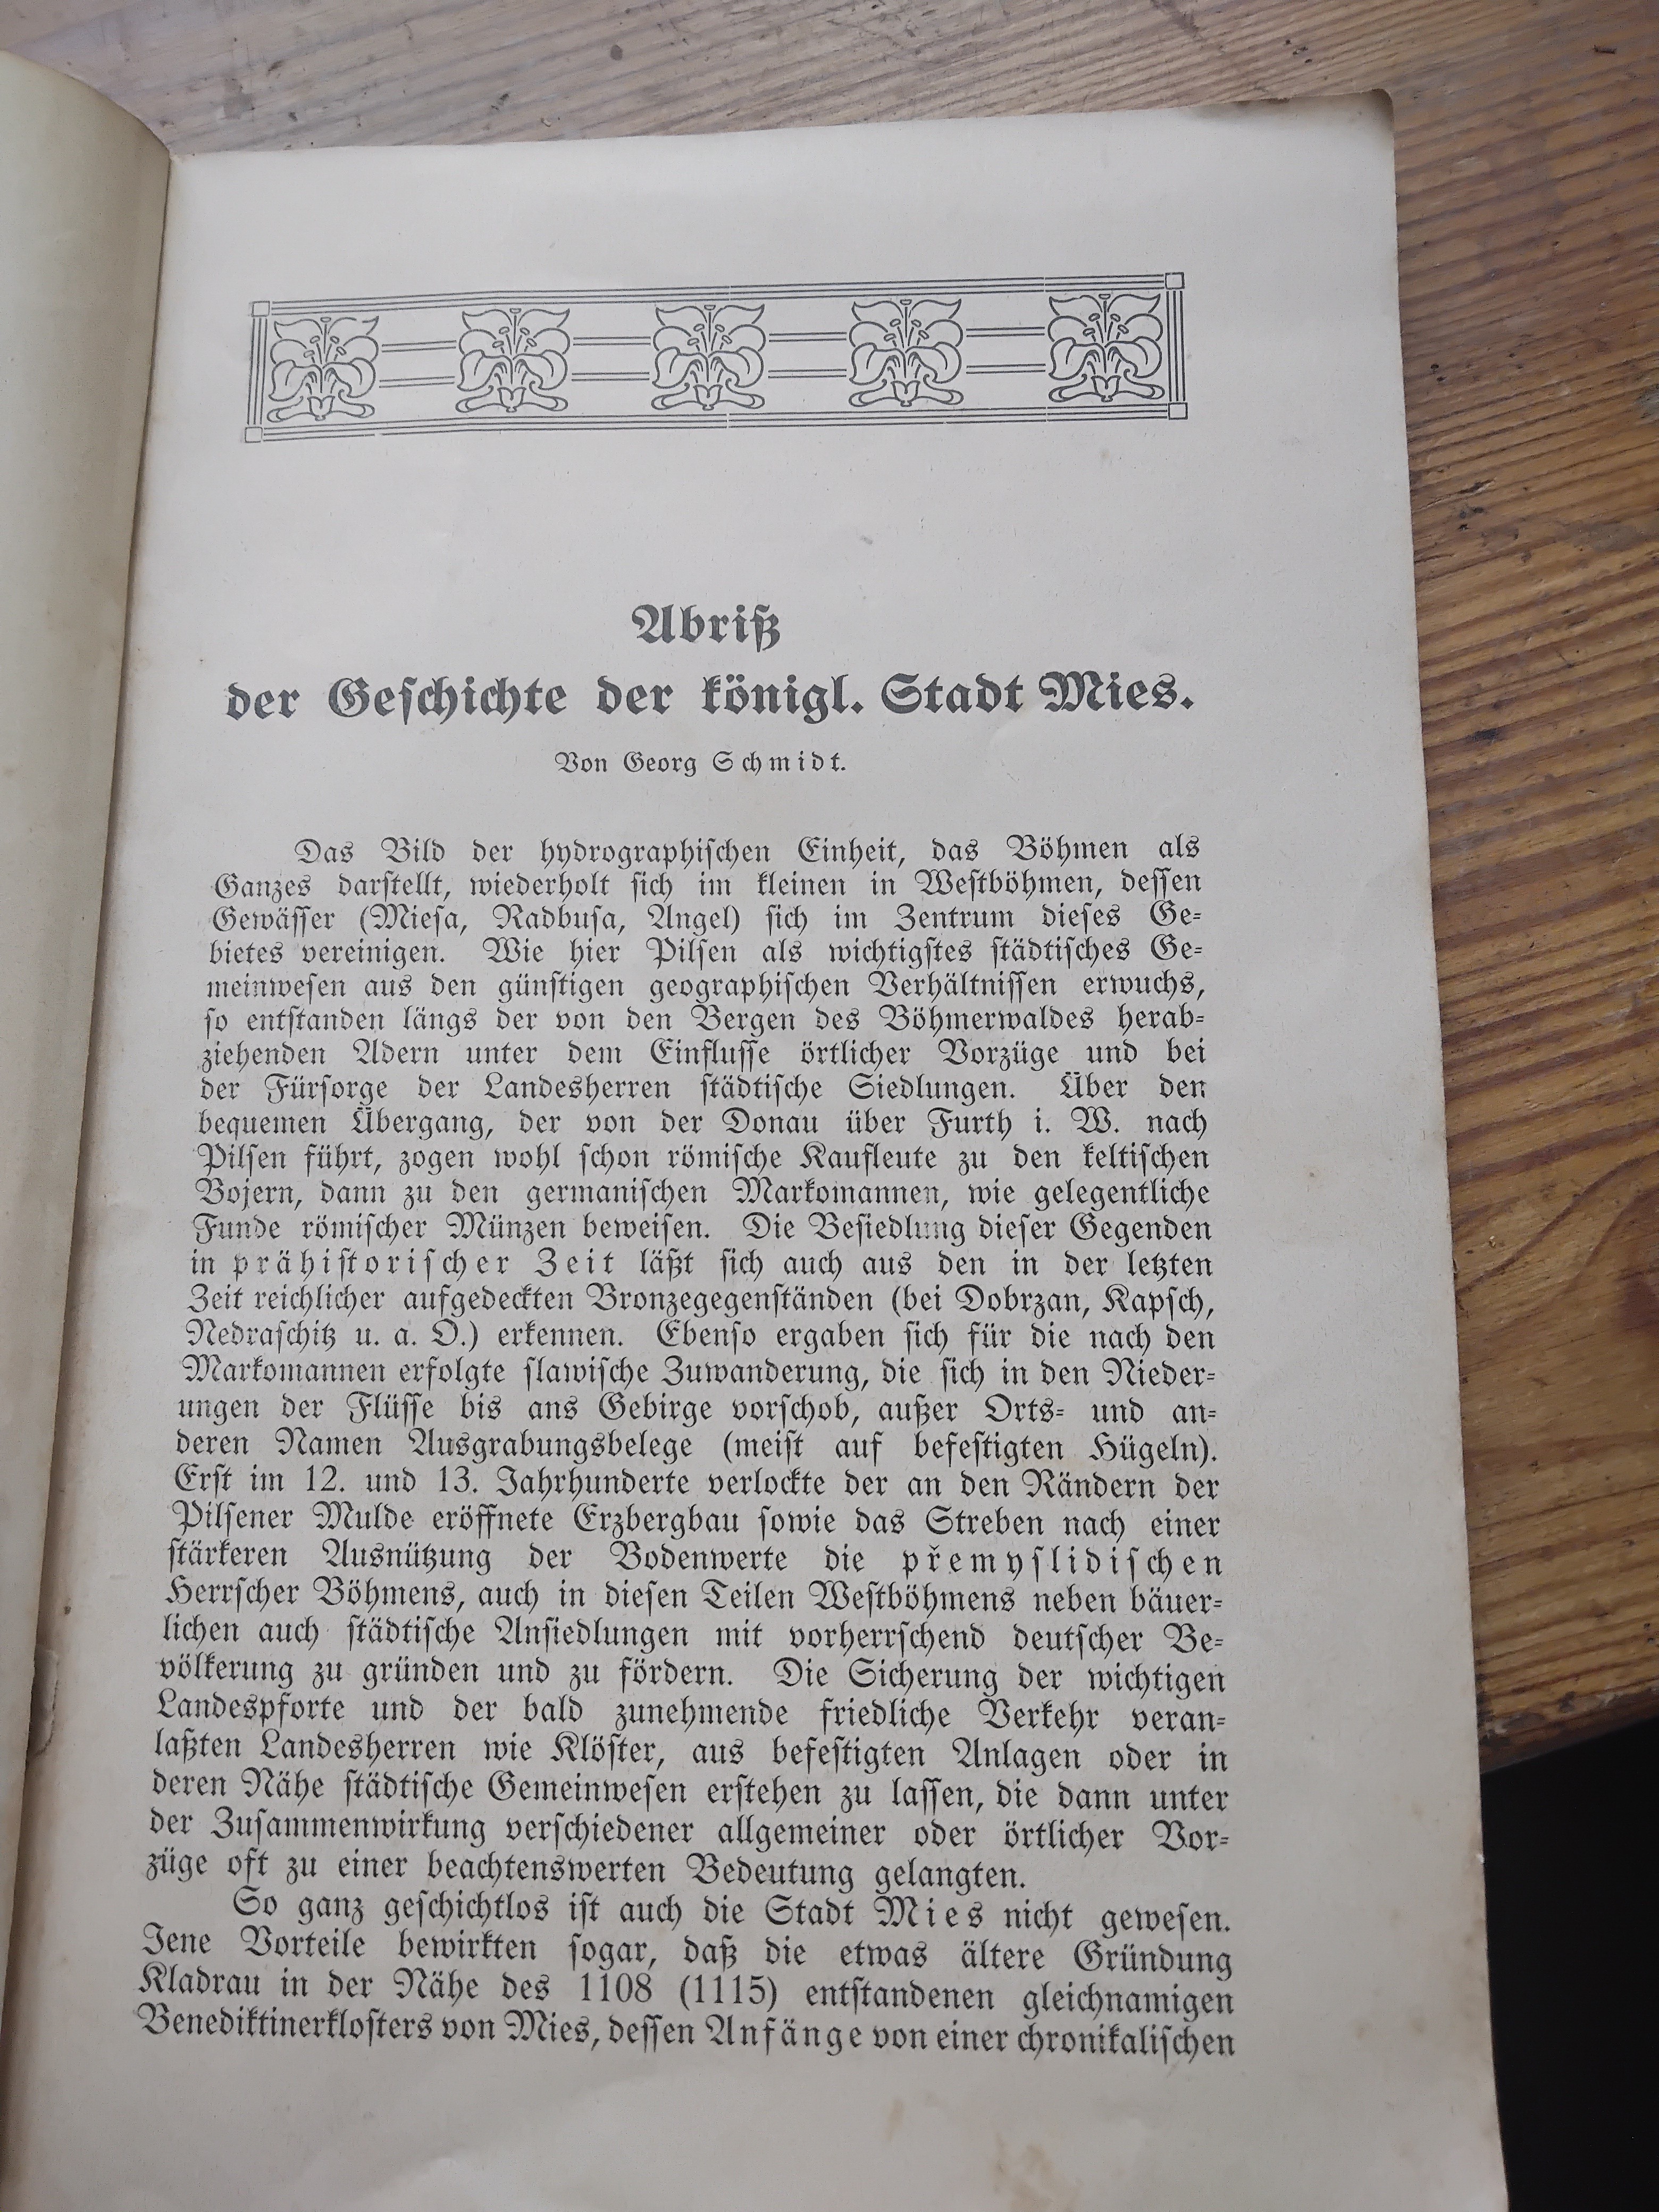 Abriß
der Geschichte der königl. Stadt Mies.
Von Georg Schmidt.
Das Bild der hydrographischen Einheit, das Böhmen als
Ganzes darstellt, wiederholt sich im kleinen in Westböhmen, dessen
Gewässer (Miesa, Radbusa, Angel) sich im Zentrum dieses Ge-
bietes vereinigen. Wie hier Pilsen als wichtigstes städtisches Ge-
meinwesen aus den günstigen geographischen Verhältnissen erwuchs,
so entstanden längs der von den Bergen des Böhmerwaldes herab-
ziehenden Adern unter dem Einflusse örtlicher Vorzüge und bei
der Fürsorge der Landesherren städtische Siedlungen. Über den
bequemen Übergang, der von der Donau über Furth i. W. nach
Pilsen führt, zogen wohl schon römische Kaufleute zu den keltischen
Bojern, dann zu den germanischen Markomannen, wie gelegentliche
Funde römischer Münzen beweisen. Die Besiedlung dieser Gegenden
in prähistorischer Zeit läßt sich auch aus den in der letzten
Zeit reichlicher aufgedeckten Bronzegegenständen (bei Dobrzan, Kapsch,
Nedraschitz u. a. O.) erkennen. Ebenso ergaben sich für die nach den
Markomannen erfolgte slawische Zuwanderung, die sich in den Nieder-
ungen der Flüsse bis ans Gebirge vorschob, außer Orts- und an-
deren Namen Ausgrabungsbelege (meist auf befestigten Hügeln).
Erst im 12. und 13. Jahrhunderte verlockte der an den Rändern der
Pilsener Mulde eröffnete Erzbergbau sowie das Streben nach einer
stärkeren Ausnützung der Bodenwerte die přemyslidischen
Herrscher Böhmens, auch in diesen Teilen Westböhmens neben bäuer-
lichen auch städtische Ansiedlungen mit vorherrschend deutscher Be-
völkerung zu gründen und zu fördern. Die Sicherung der wichtigen
Landespforte und der bald zunehmende friedliche Verkehr veran-
laßten Landesherren wie Klöster, aus befestigten Anlagen oder in
deren Nähe städtische Gemeinwesen erstehen zu lassen, die dann unter
der Zusammenwirkung verschiedener allgemeiner oder örtlicher Vor-
züge oft zu einer beachtenswerten Bedeutung gelangten.
So ganz geschichtlos ist auch die Stadt Mies nicht gewesen.
Jene Vorteile bewirkten sogar, daß die etwas ältere Gründung
Kladrau in der Nähe des 1108 (1115) entstandenen gleichnamigen
Benediktinerklosters von Mies, dessen Anfänge von einer chronikalischen